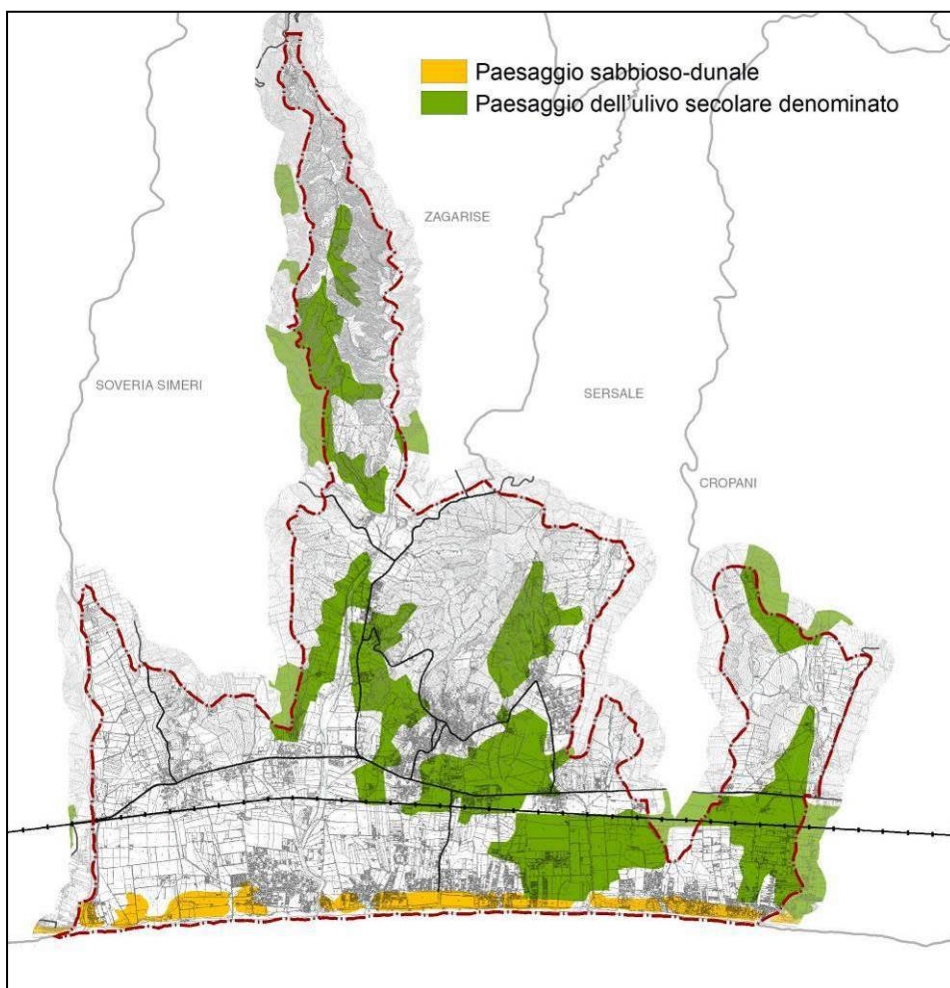 Paesaggio sabbioso-dunale
Paesaggio dell'ulivo secolare denominato
ZAGARISE
SOVERIA SIMERI
SERSALE
CROPANI